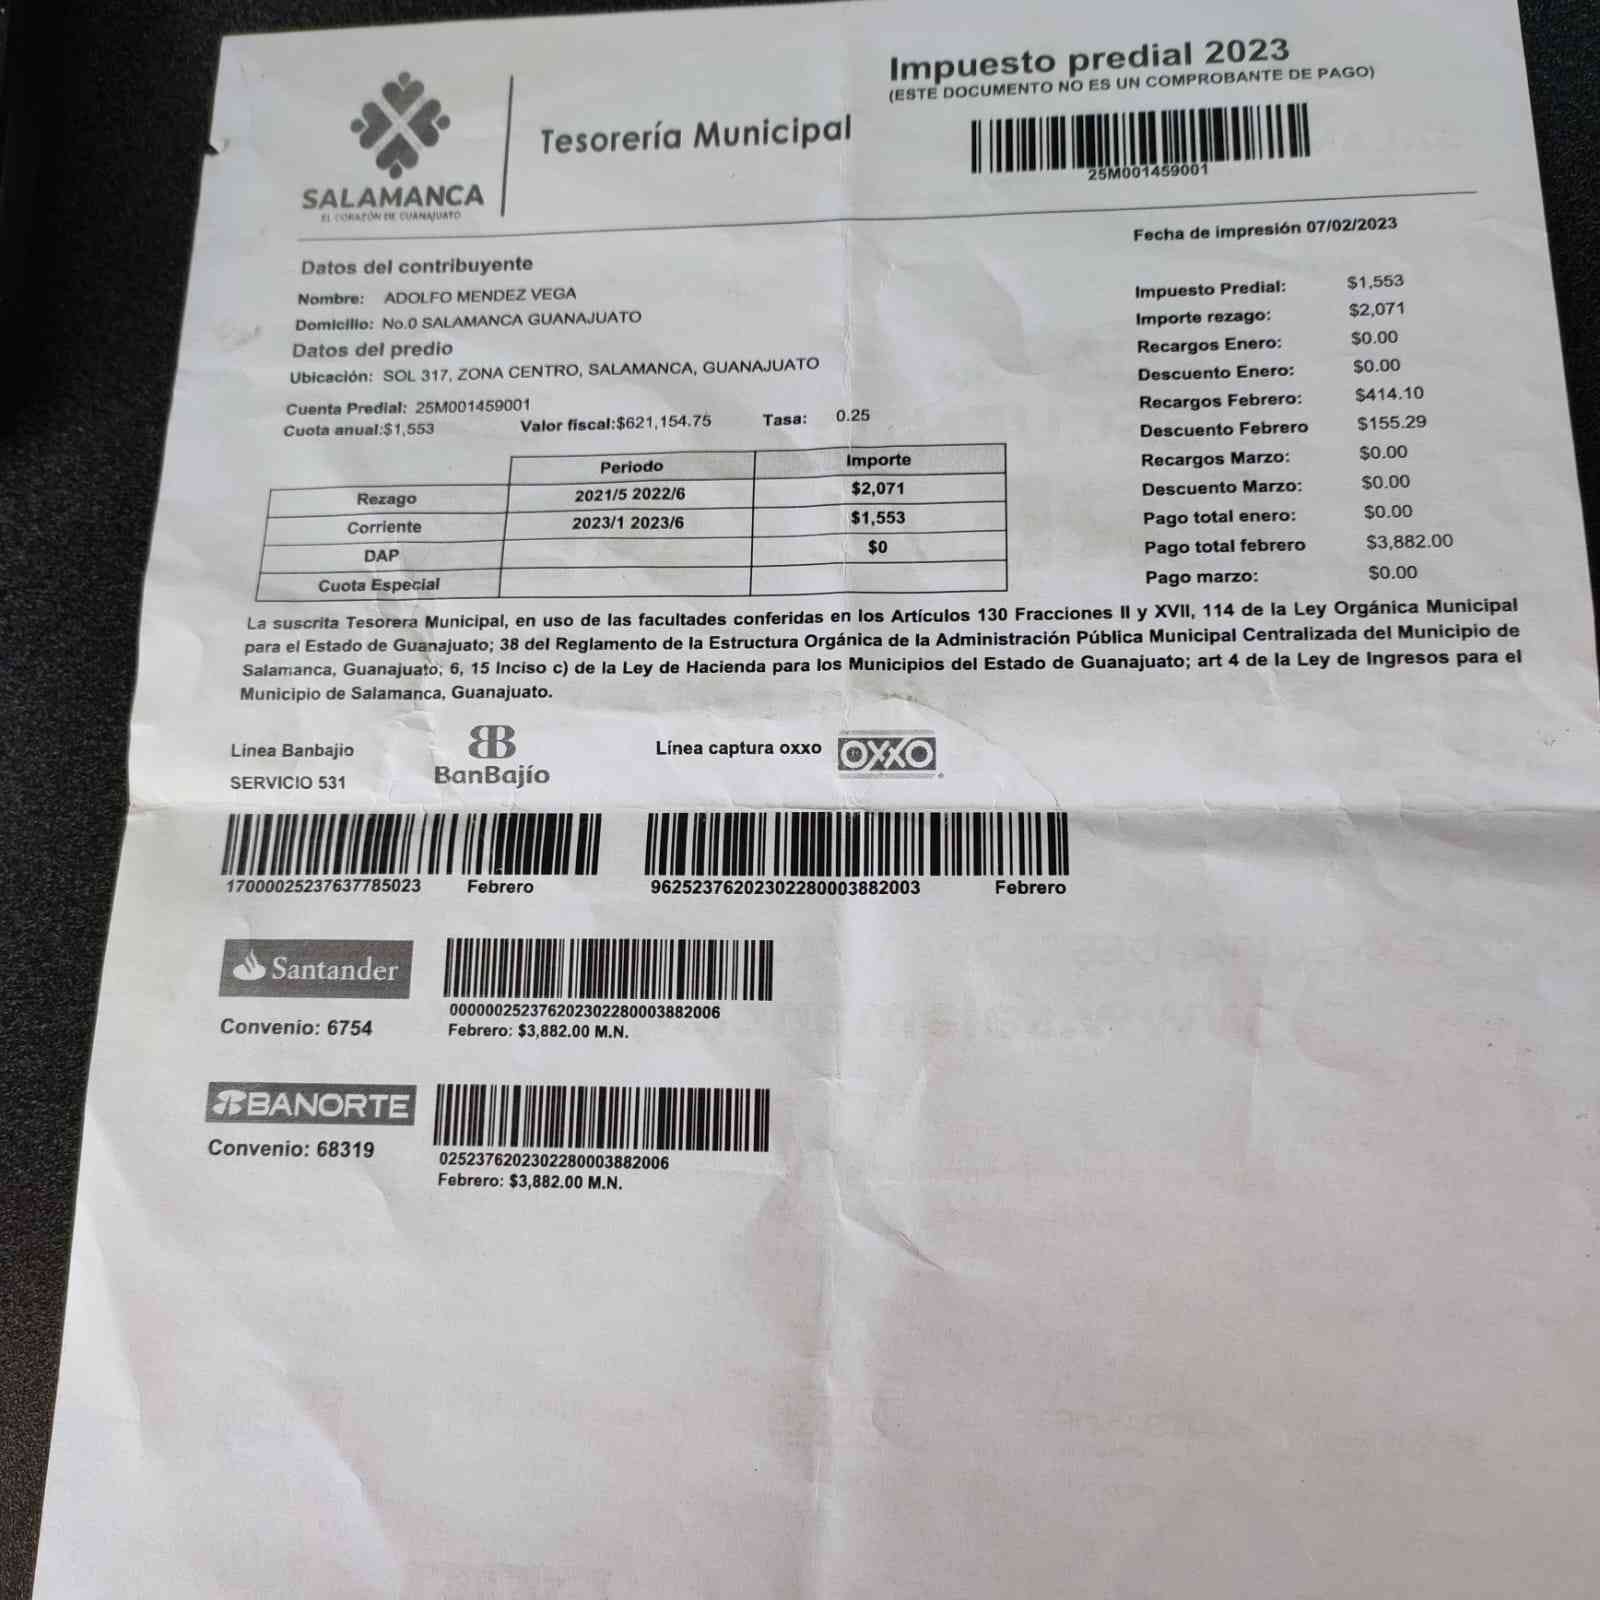 Impuesto predial 2023
(ESTE DOCUMENTO NO ES UN COMPROBANTE DE PAGO)
SALAMANCA
EL CORAZÓN DE GUANAJUATO
Tesorería Municipal
25M001459001
Fecha de impresión 07/02/2023
Datos del contribuyente
Nombre: ADOLFO MENDEZ VEGA
Domicilio: No.0 SALAMANCA GUANAJUATO
Datos del predio
Ubicación: SOL 317, ZONA CENTRO, SALAMANCA, GUANAJUATO
Cuenta Predial: 25M001459001
Cuota anual:$1,553 Valor fiscal:$621,154.75 Tasa: 0.25
Impuesto Predial: $1,553
Importe rezago: $2,071
Recargos Enero: $0.00
Descuento Enero: $0.00
Recargos Febrero: $414.10
Descuento Febrero $155.29
Recargos Marzo: $0.00
Descuento Marzo: $0.00
Pago total enero: $0.00
Pago total febrero $3,882.00
Pago marzo: $0.00
Periodo Importe
Rezago 2021/5 2022/6 $2,071
Corriente 2023/1 2023/6 $1,553
DAP $0
Cuota Especial
La suscrita Tesorera Municipal, en uso de las facultades conferidas en los Artículos 130 Fracciones II y XVII, 114 de la Ley Orgánica Municipal
para el Estado de Guanajuato; 38 del Reglamento de la Estructura Orgánica de la Administración Pública Municipal Centralizada del Municipio de
Salamanca, Guanajuato; 6, 15 Inciso c) de la Ley de Hacienda para los Municipios del Estado de Guanajuato; art 4 de la Ley de Ingresos para el
Municipio de Salamanca, Guanajuato.
Línea Banbajio
SERVICIO 531
BanBajío
Línea captura oxxo OXXO
17000025237637785023 Febrero
96252376202302280003882003 Febrero
Santander
Convenio: 6754
0000002523762023022800038820​06
Febrero: $3,882.00 M.N.
BANORTE
Convenio: 68319
02523762023022800038820​06
Febrero: $3,882.00 M.N.